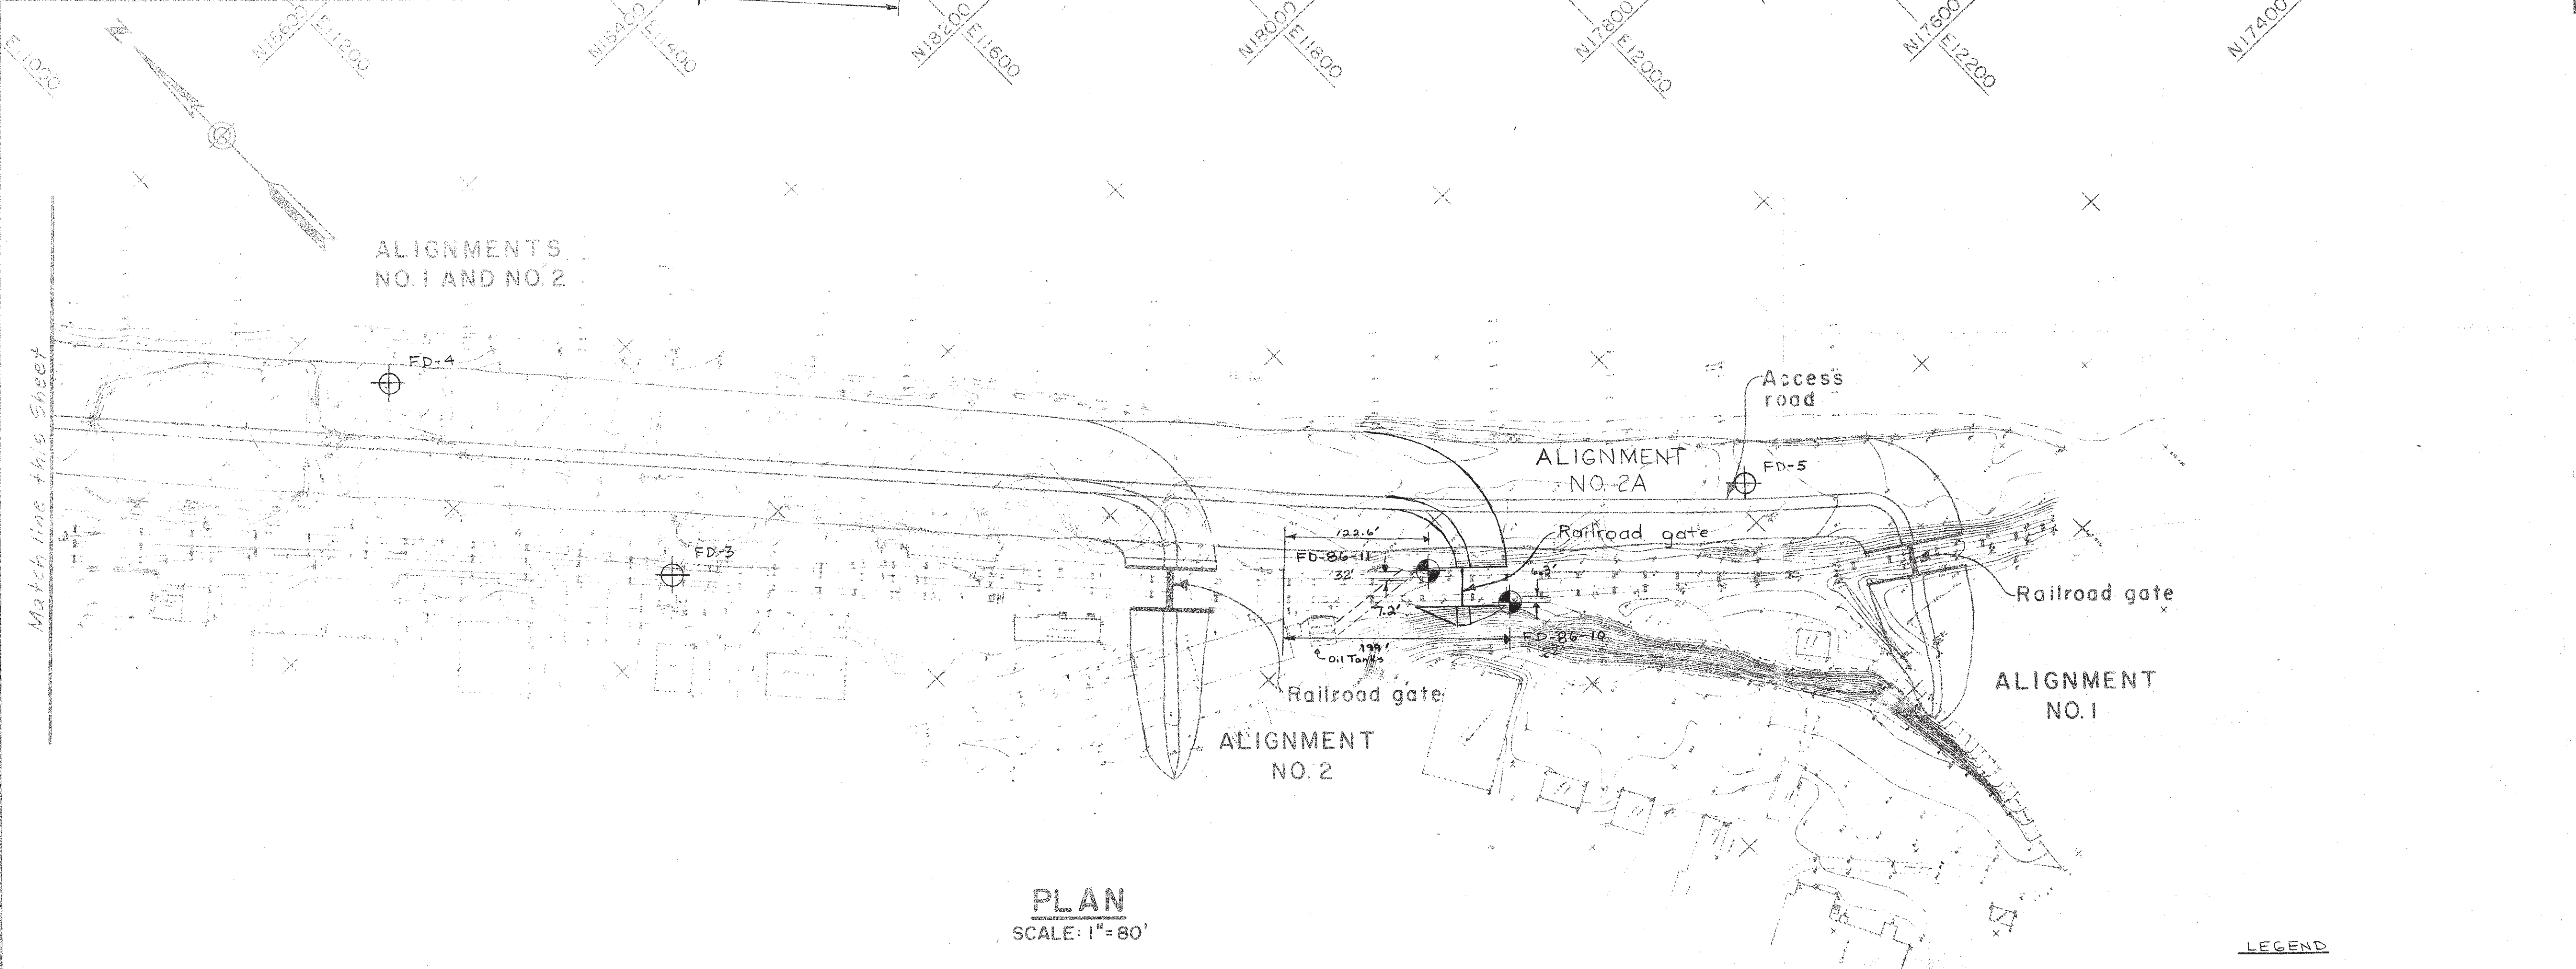 E11000
N18600
E11200
N18400
E11400
N18200
E11600
N18000
E11800
N17800
E12000
N17600
E12200
N17400
N
ALIGNMENTS
NO. 1 AND NO. 2
Match line this Sheet
FD-4
FD-3
Access
road
ALIGNMENT
NO. 2A
FD-5
122.6'
Railroad gate
FD-86-11
32'
6.3'
7.2'
FD-86-10
199'
Oil Tanks
Railroad gate
Railroad gate
ALIGNMENT
NO. 1
ALIGNMENT
NO. 2
PLAN
SCALE: 1"=80'
LEGEND